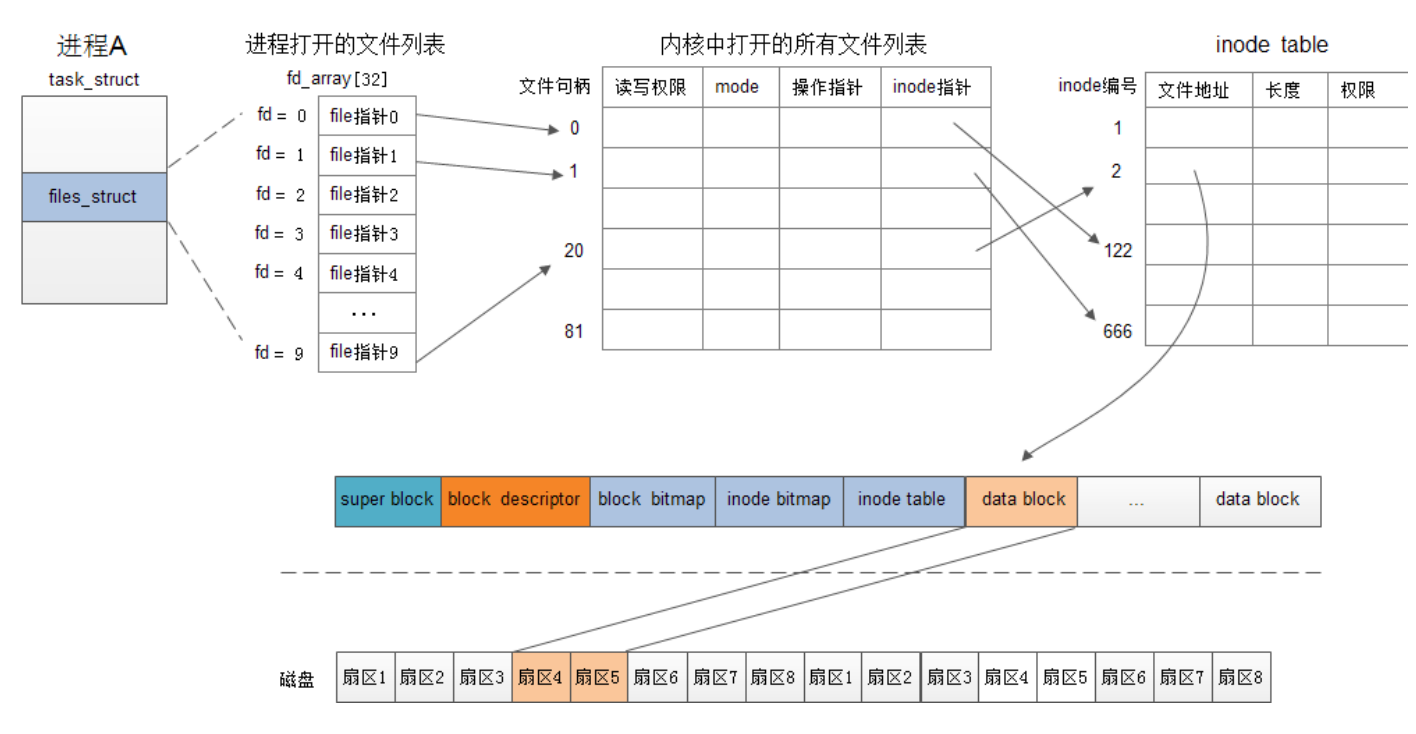 进程A
task_struct
files_struct
进程打开的文件列表
fd_array[32]
fd = 0 file指针0
fd = 1 file指针1
fd = 2 file指针2
fd = 3 file指针3
fd = 4 file指针4
...
fd = 9 file指针9
内核中打开的所有文件列表
文件句柄 读写权限 mode 操作指针 inode指针
0
1
20
81
inode table
inode编号 文件地址 长度 权限
1
2
122
666
super block block descriptor block bitmap inode bitmap inode table data block ... data block
磁盘 扇区1 扇区2 扇区3 扇区4 扇区5 扇区6 扇区7 扇区8 扇区1 扇区2 扇区3 扇区4 扇区5 扇区6 扇区7 扇区8